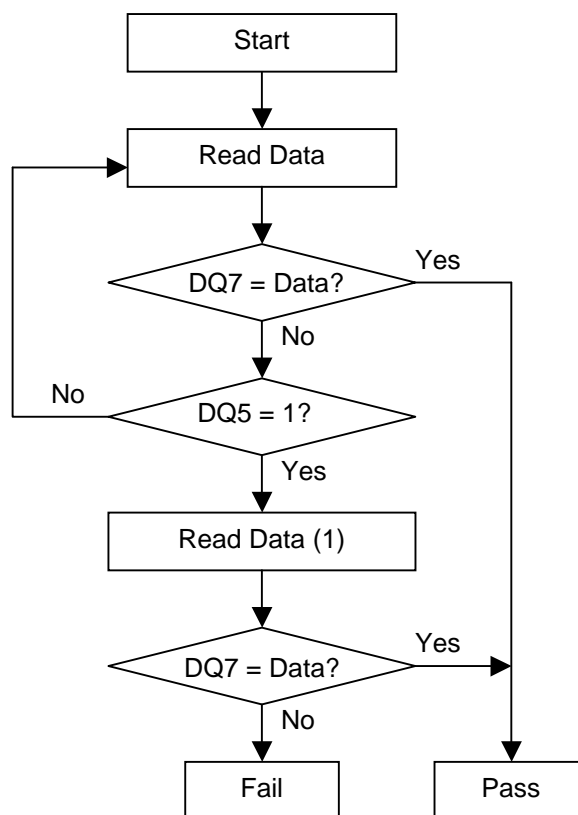 Start
Read Data
DQ7 = Data?
Yes
No
No
DQ5 = 1?
Yes
Read Data (1)
Yes
DQ7 = Data?
No
Fail
Pass